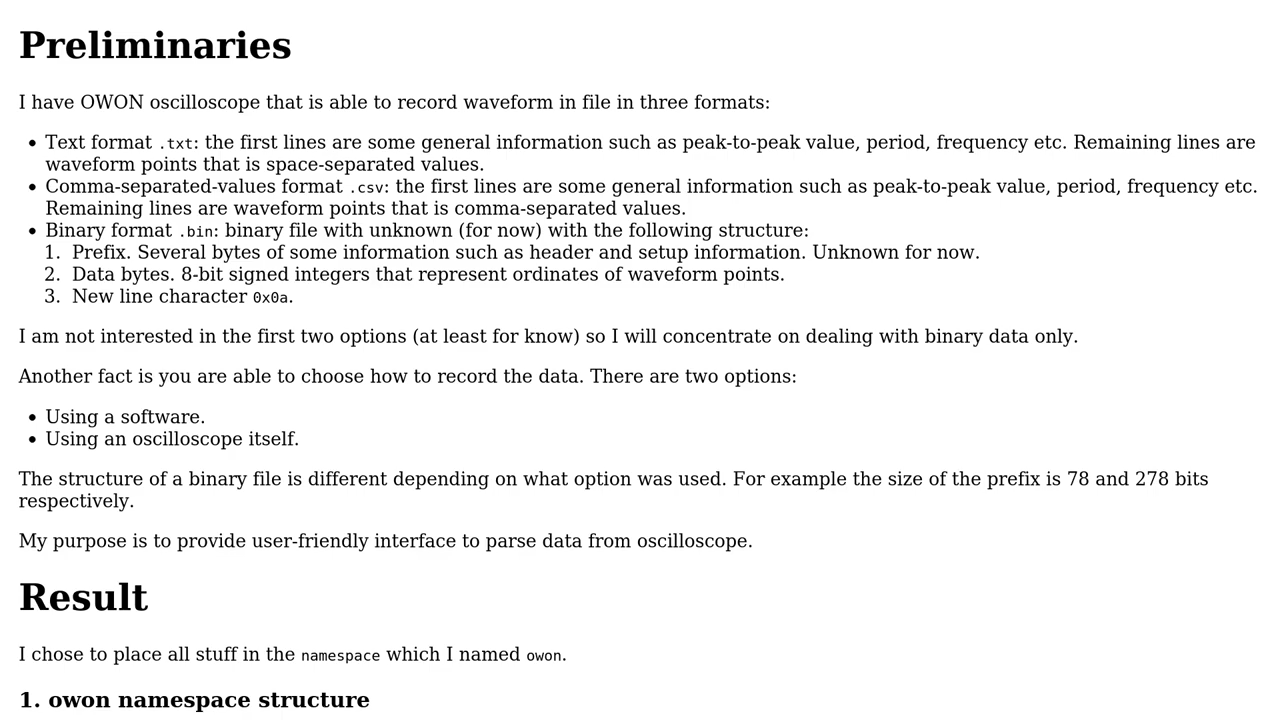 Preliminaries
I have OWON oscilloscope that is able to record waveform in file in three formats:
• Text format .txt: the first lines are some general information such as peak-to-peak value, period, frequency etc. Remaining lines are
waveform points that is space-separated values.
• Comma-separated-values format .csv: the first lines are some general information such as peak-to-peak value, period, frequency etc.
Remaining lines are waveform points that is comma-separated values.
• Binary format .bin: binary file with unknown (for now) with the following structure:
1. Prefix. Several bytes of some information such as header and setup information. Unknown for now.
2. Data bytes. 8-bit signed integers that represent ordinates of waveform points.
3. New line character 0x0a.
I am not interested in the first two options (at least for know) so I will concentrate on dealing with binary data only.
Another fact is you are able to choose how to record the data. There are two options:
• Using a software.
• Using an oscilloscope itself.
The structure of a binary file is different depending on what option was used. For example the size of the prefix is 78 and 278 bits
respectively.
My purpose is to provide user-friendly interface to parse data from oscilloscope.
Result
I chose to place all stuff in the namespace which I named owon.
1. owon namespace structure